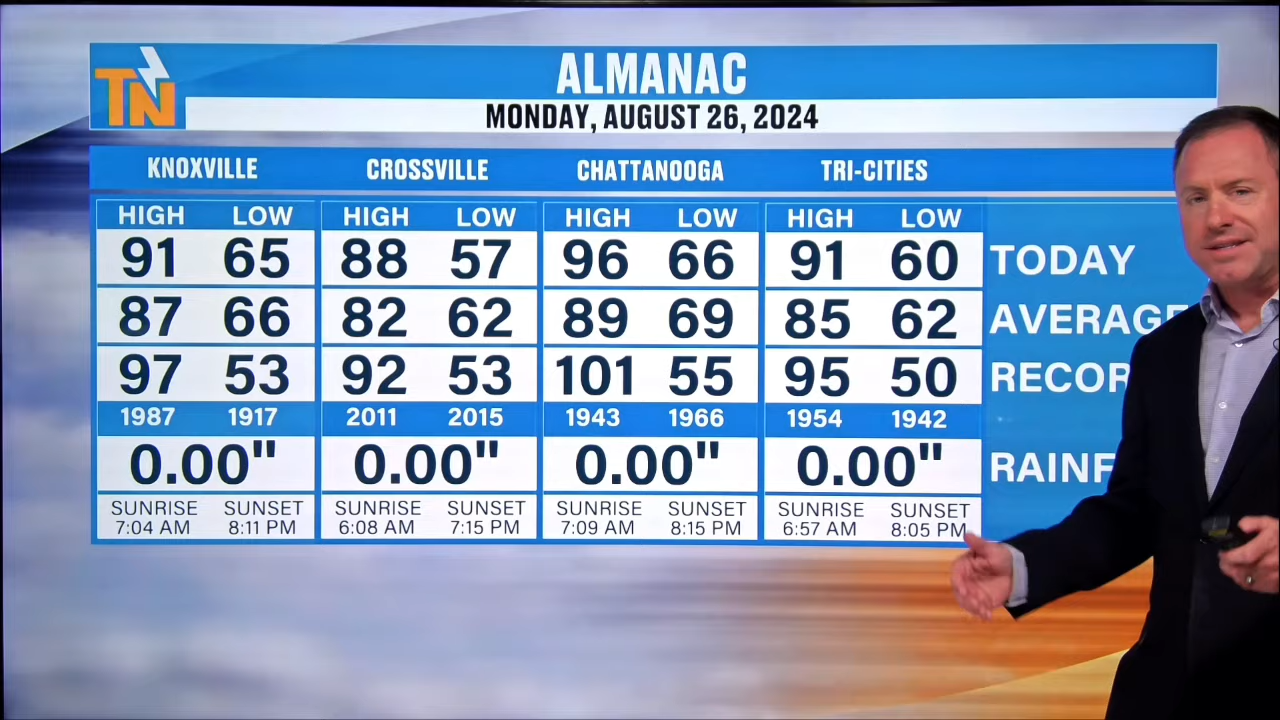 TN
ALMANAC
MONDAY, AUGUST 26, 2024
KNOXVILLE CROSSVILLE CHATTANOOGA TRI-CITIES
HIGH LOW HIGH LOW HIGH LOW HIGH LOW
91 65 88 57 96 66 91 60 TODAY
87 66 82 62 89 69 85 62 AVERAGE
97 53 92 53 101 55 95 50 RECOR
1987 1917 2011 2015 1943 1966 1954 1942
0.00" 0.00" 0.00" 0.00" RAINF
SUNRISE SUNSET SUNRISE SUNSET SUNRISE SUNSET SUNRISE SUNSET
7:04 AM 8:11 PM 6:08 AM 7:15 PM 7:09 AM 8:15 PM 6:57 AM 8:05 PM